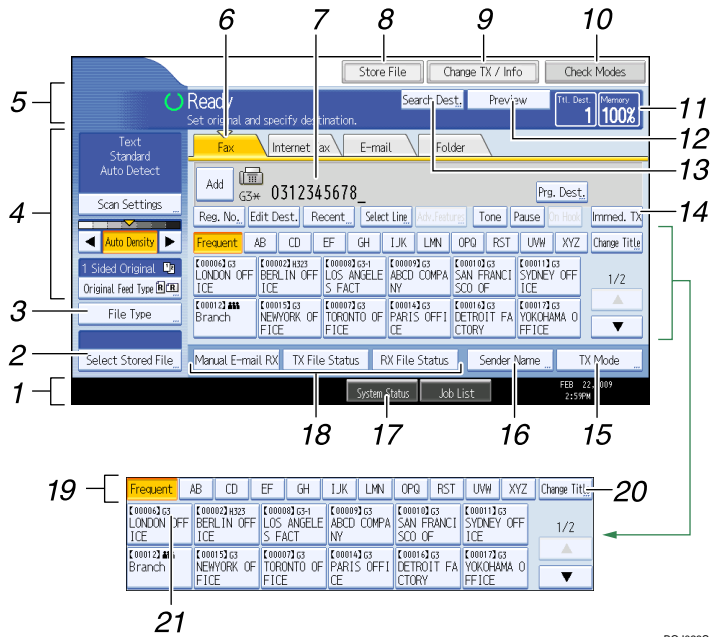 6 7 8 9 10
Store File Change TX / Info Check Modes
5 Ready Search Dest. Preview Ttl. Dest. 1 Memory 100% 11
Set original and specify destination. 12
4 Text
Standard
Auto Detect
Scan Settings
Auto Density
1 Sided Original
Original Feed Type
Fax Internet Fax E-mail Folder 13
Add G3 * 0312345678_ Prg. Dest.
Reg. No. Edit Dest. Recent Select Line Adv.Features Tone Pause On Hook Immed. TX 14
Frequent AB CD EF GH IJK LMN OPQ RST UVW XYZ Change Title
【00006】G3 【00002】H323 【00008】G3-1 【00009】G3 【00010】G3 【00011】G3
LONDON OFF BERLIN OFF LOS ANGELE ABCD COMPA SAN FRANCI SYDNEY OFF
ICE ICE S FACT NY SCO OF ICE 1/2
【00012】 【00015】G3 【00007】G3 【00014】G3 【00016】G3 【00017】G3
Branch NEWYORK OF TORONTO OF PARIS OFFI DETROIT FA YOKOHAMA O
FICE FICE CE CTORY FFICE
3 File Type
2 Select Stored File Manual E-mail RX TX File Status RX File Status Sender Name TX Mode
1 System Status Job List FEB 22,2009
2:59PM
18 17 16 15
19 Frequent AB CD EF GH IJK LMN OPQ RST UVW XYZ Change Title 20
【00006】G3 【00002】H323 【00008】G3-1 【00009】G3 【00010】G3 【00011】G3
LONDON OFF BERLIN OFF LOS ANGELE ABCD COMPA SAN FRANCI SYDNEY OFF
ICE ICE S FACT NY SCO OF ICE 1/2
【00012】 【00015】G3 【00007】G3 【00014】G3 【00016】G3 【00017】G3
Branch NEWYORK OF TORONTO OF PARIS OFFI DETROIT FA YOKOHAMA O
FICE FICE CE CTORY FFICE
21